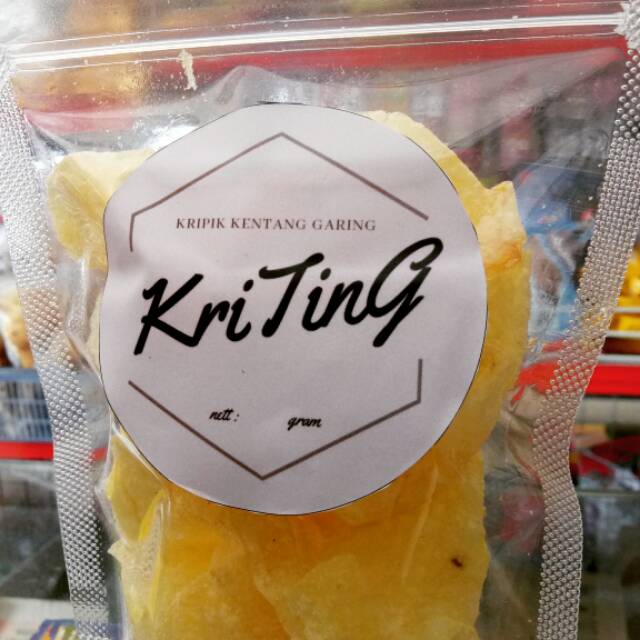 KRIPIK KENTANG GARING
KriTinG
nett : gram